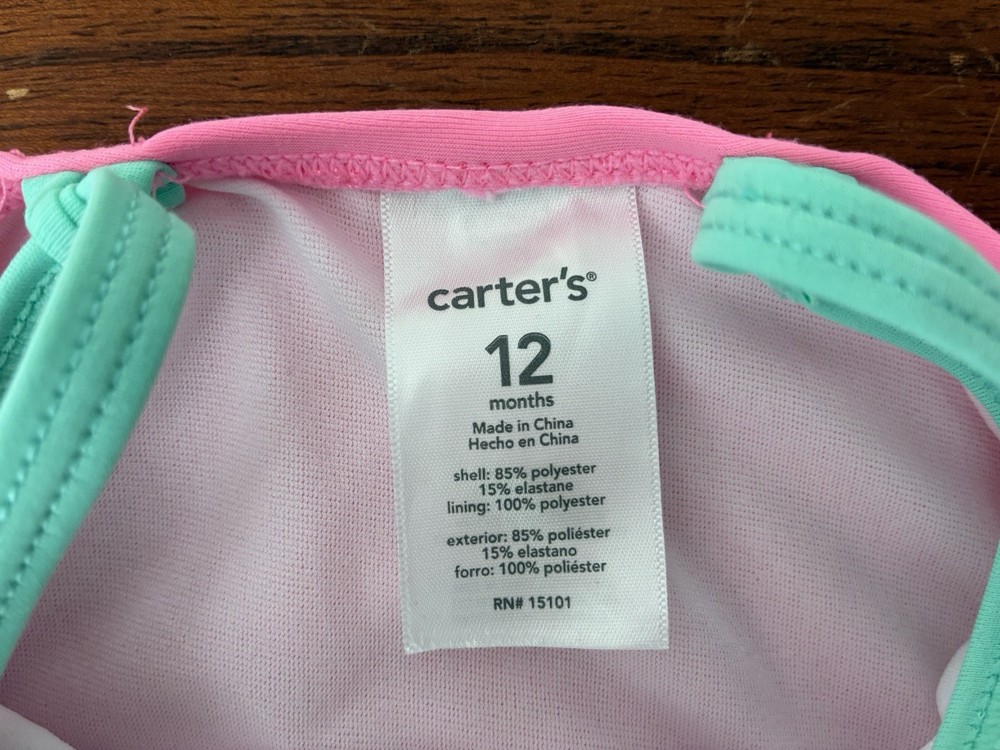 carter's®
12
months
Made in China
Hecho en China
shell: 85% polyester
15% elastane
lining: 100% polyester
exterior: 85% poliéster
15% elastano
forro: 100% poliéster
RN# 15101